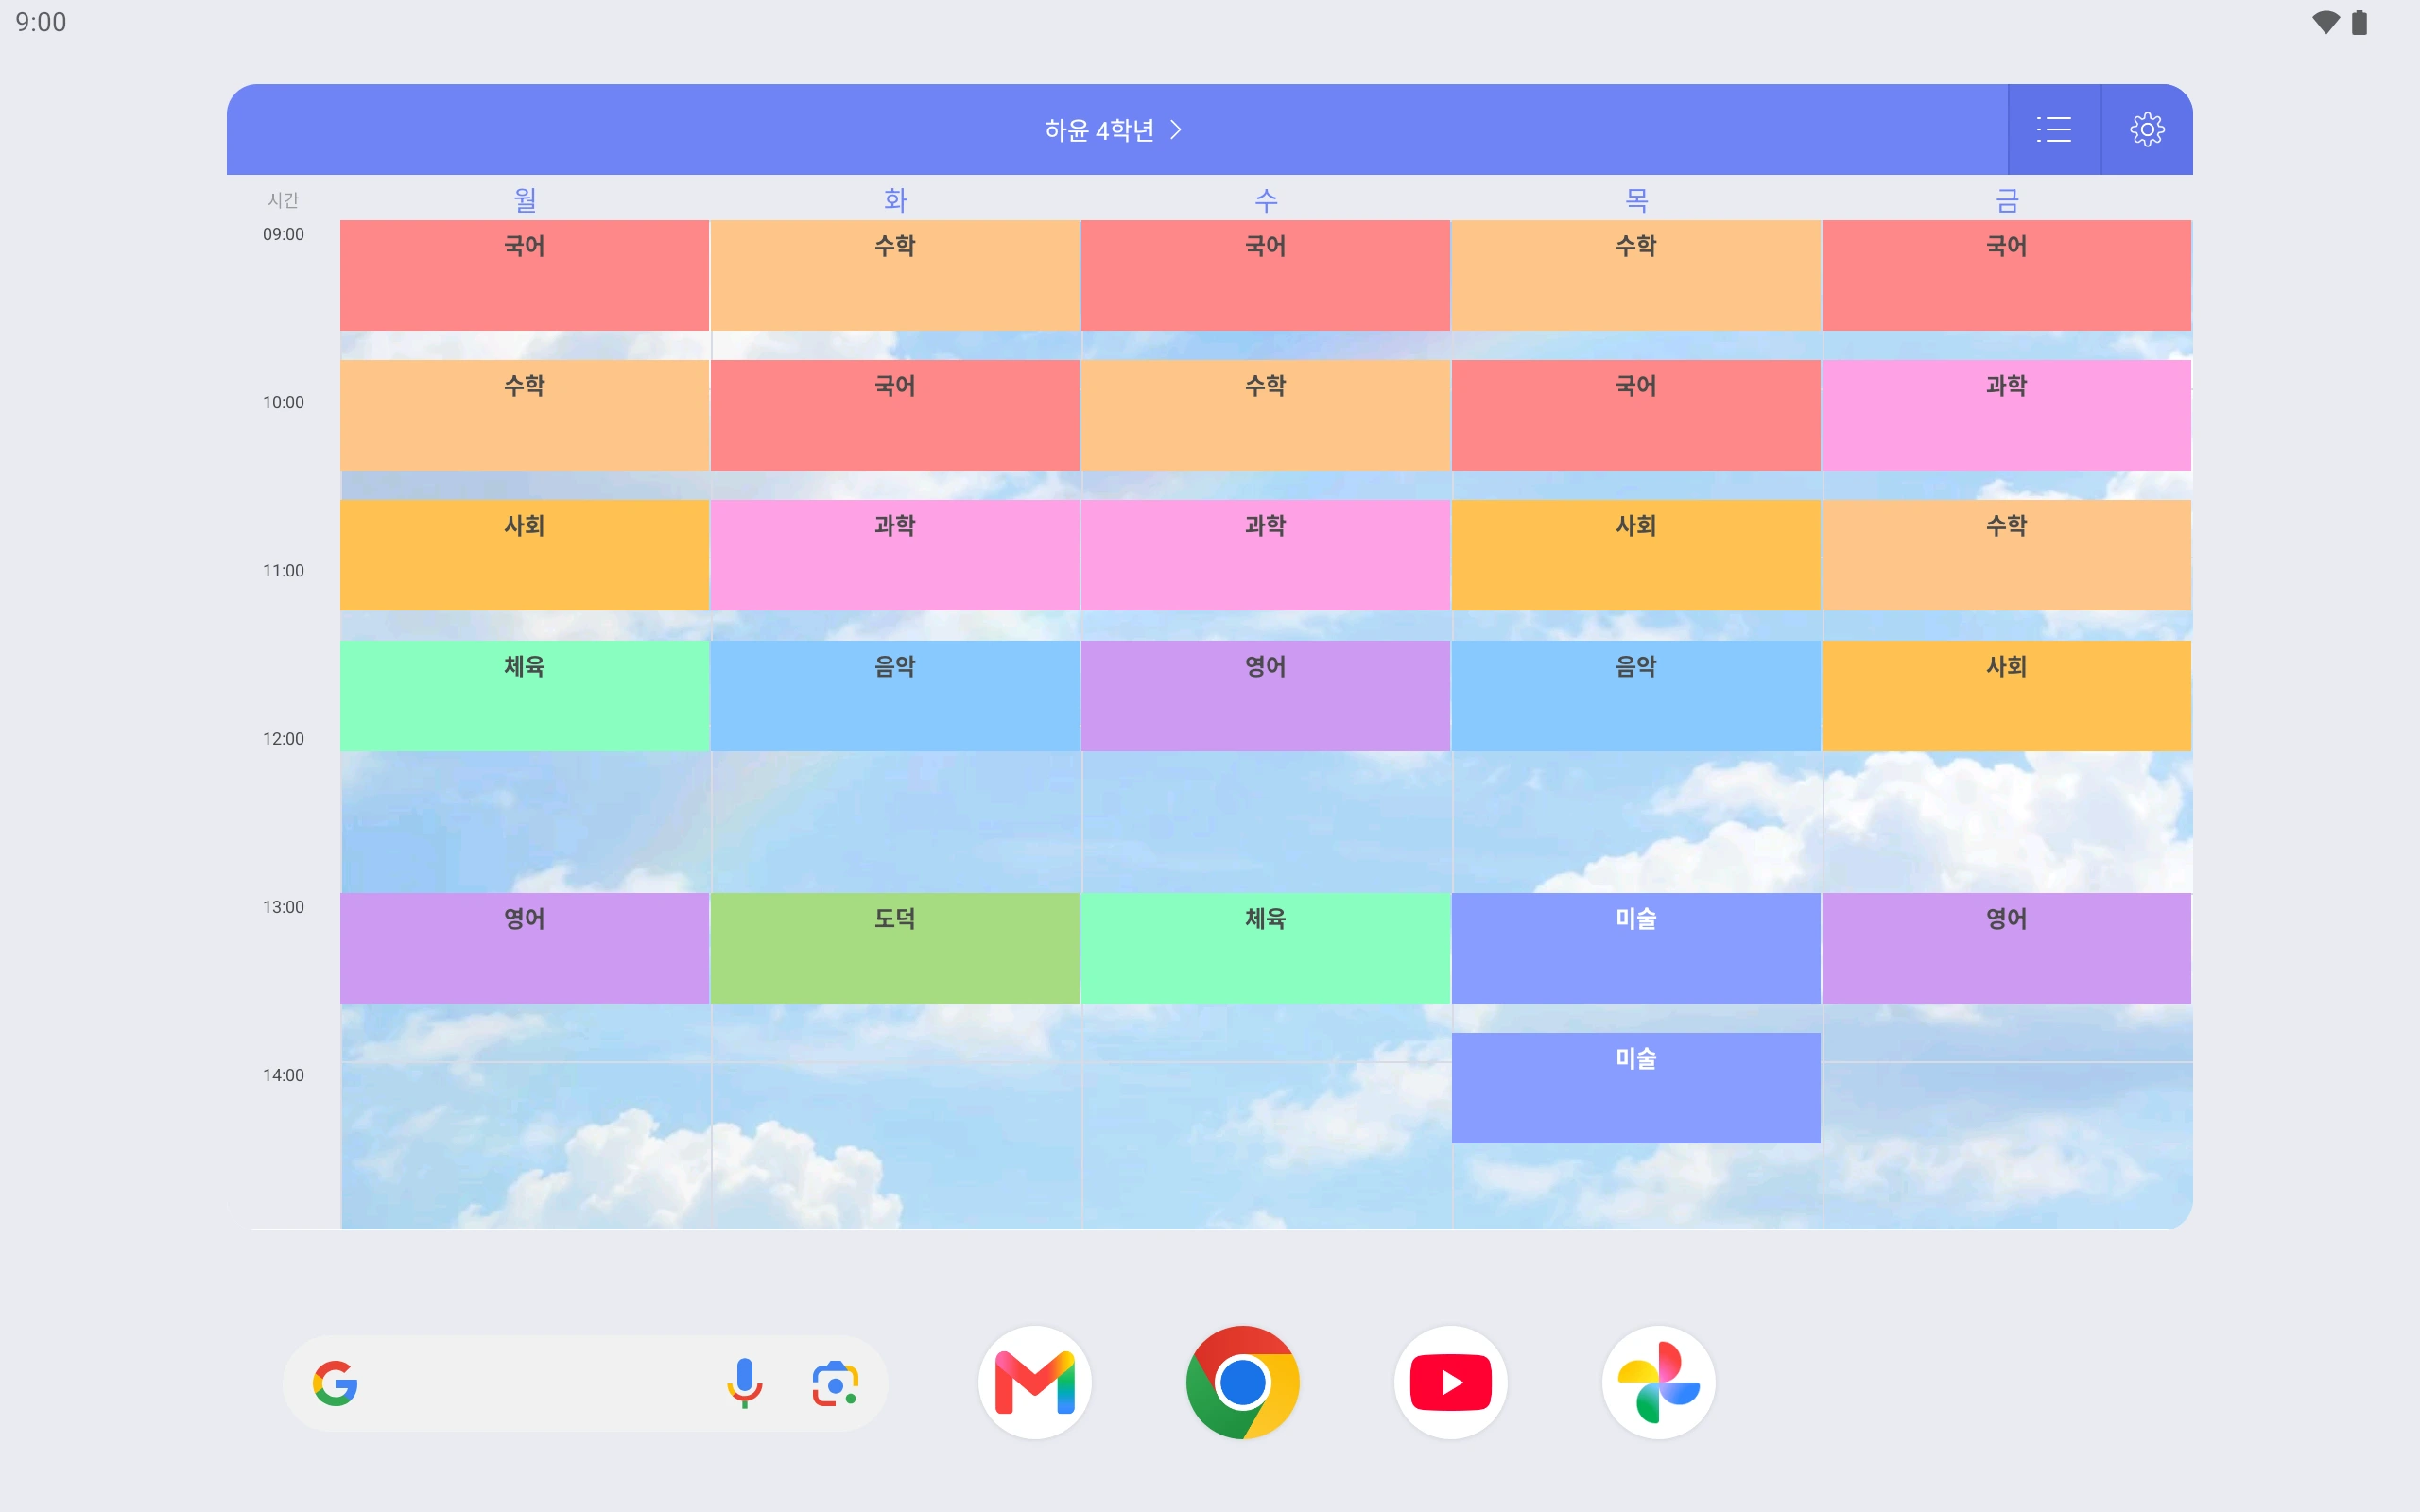 9:00
하윤 4학년
시간 월 화 수 목 금
09:00 국어 수학 국어 수학 국어
수학 국어 수학 국어 과학
10:00
사회 과학 과학 사회 수학
11:00
체육 음악 영어 음악 사회
12:00
13:00 영어 도덕 체육 미술 영어
미술
14:00